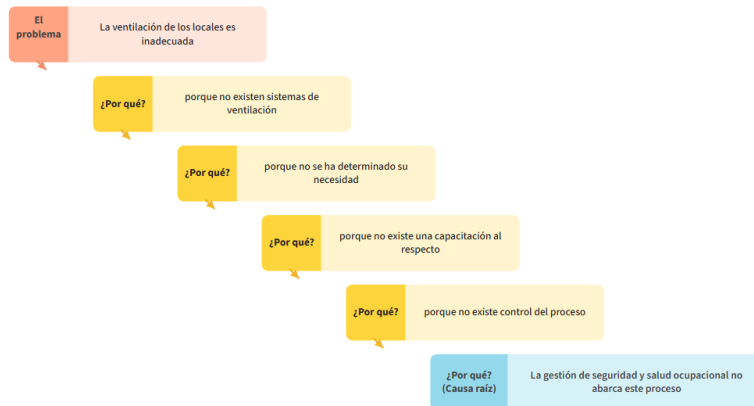 El problema
La ventilación de los locales es
inadecuada
¿Por qué?
porque no existen sistemas de
ventilación
¿Por qué?
porque no se ha determinado su
necesidad
¿Por qué?
porque no existe una capacitación al
respecto
¿Por qué?
porque no existe control del proceso
¿Por qué?
(Causa raíz)
La gestión de seguridad y salud ocupacional no
abarca este proceso